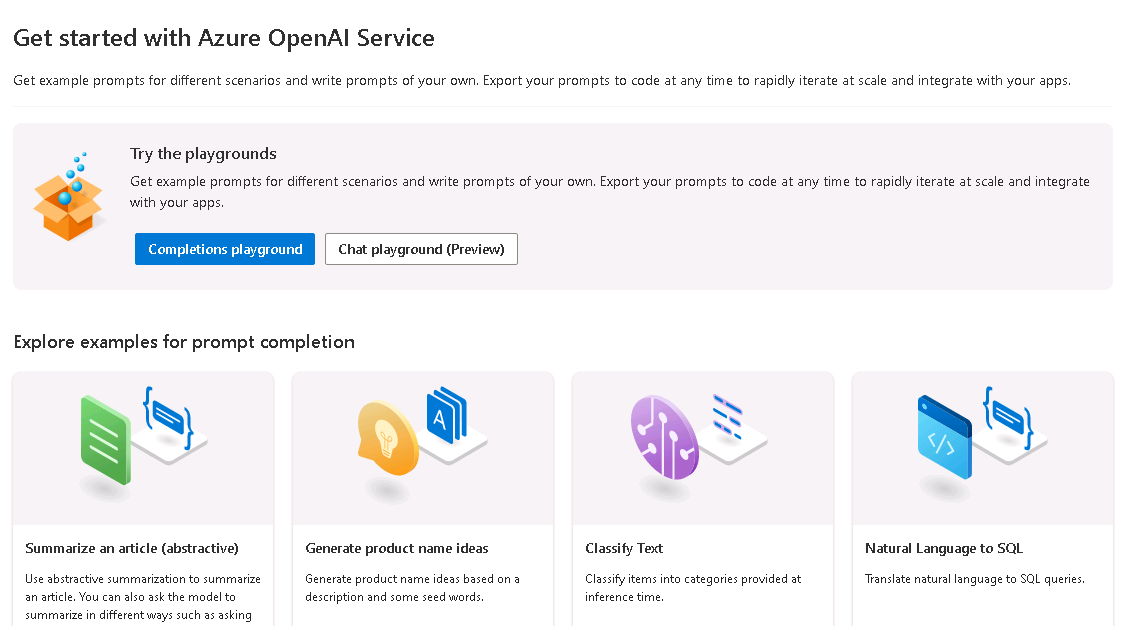 Get started with Azure OpenAI Service
Get example prompts for different scenarios and write prompts of your own. Export your prompts to code at any time to rapidly iterate at scale and integrate with your apps.
Try the playgrounds
Get example prompts for different scenarios and write prompts of your own. Export your prompts to code at any time to rapidly iterate at scale and integrate
with your apps.
Completions playground
Chat playground (Preview)
Explore examples for prompt completion
A
</>
Summarize an article (abstractive)
Use abstractive summarization to summarize
an article. You can also ask the model to
summarize in different ways such as asking
Generate product name ideas
Generate product name ideas based on a
description and some seed words.
Classify Text
Classify items into categories provided at
inference time.
Natural Language to SQL
Translate natural language to SQL queries.